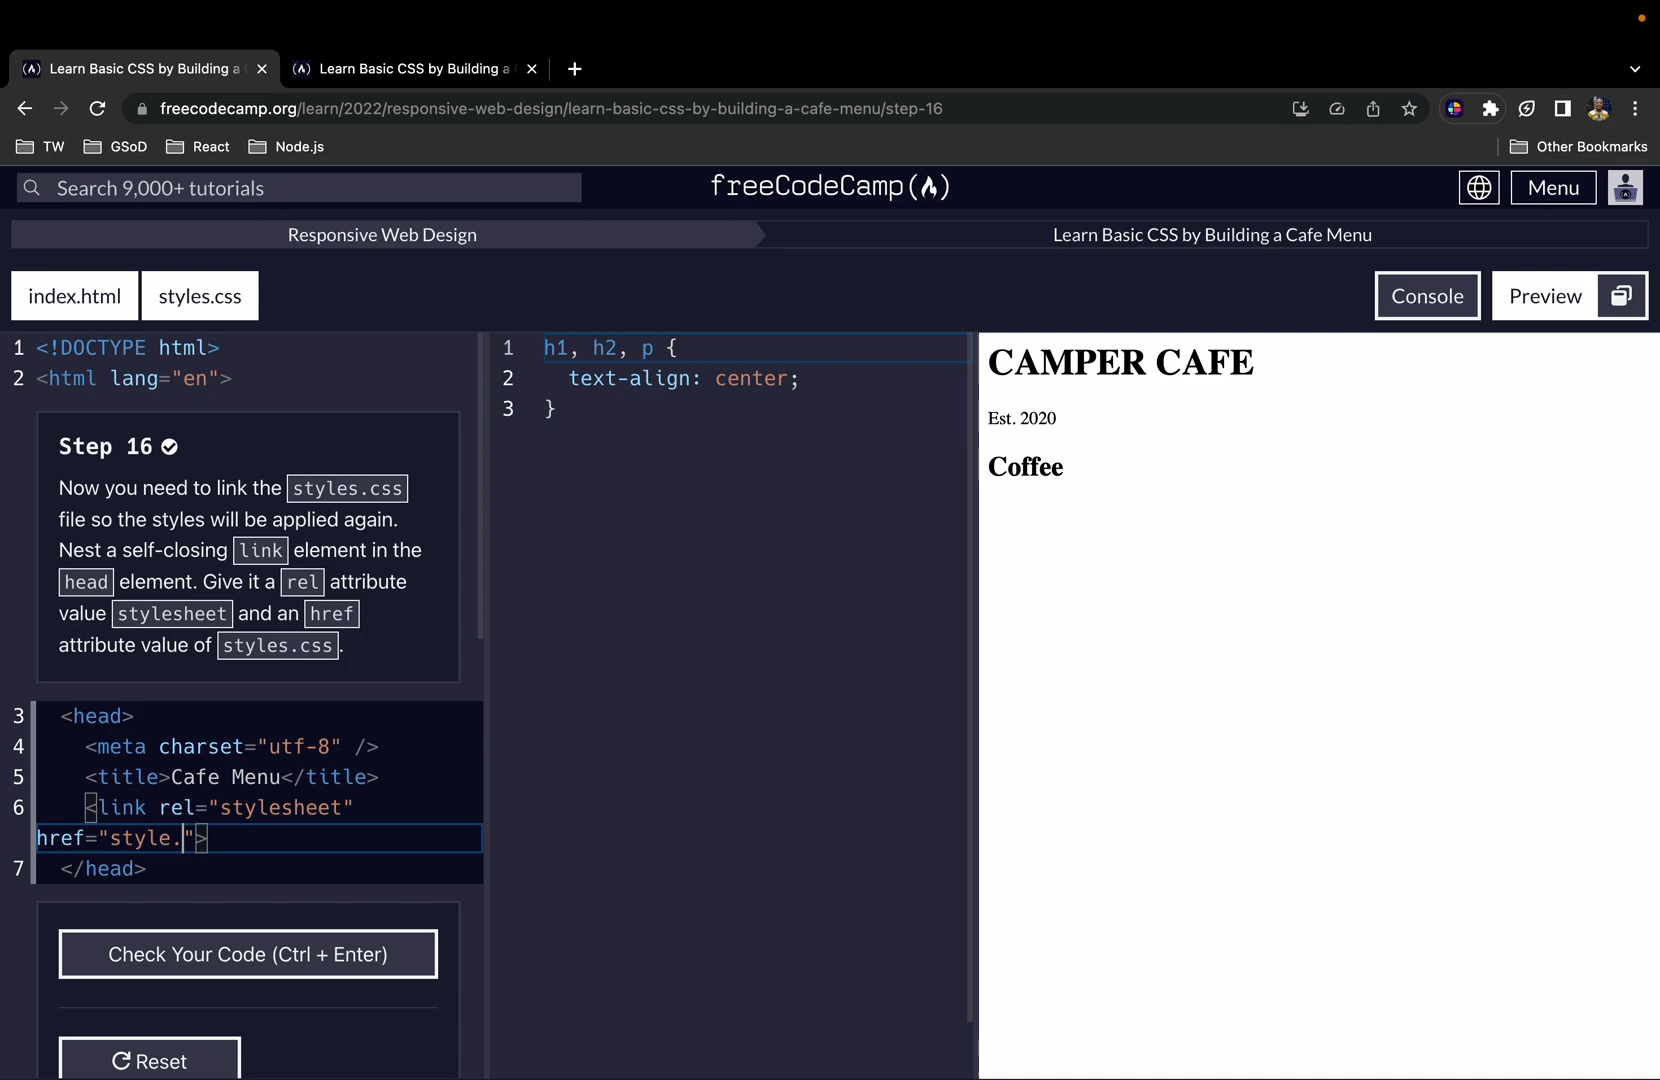 Learn Basic CSS by Building a
Learn Basic CSS by Building a
freecodecamp.org/learn/2022/responsive-web-design/learn-basic-css-by-building-a-cafe-menu/step-16
TW GSoD React Node.js Other Bookmarks
Search 9,000+ tutorials
freeCodeCamp
Menu
Responsive Web Design
Learn Basic CSS by Building a Cafe Menu
index.html
styles.css
Console
Preview
1 <!DOCTYPE html>
2 <html lang="en">
Step 16
Now you need to link the styles.css
file so the styles will be applied again.
Nest a self-closing link element in the
head element. Give it a rel attribute
value stylesheet and an href
attribute value of styles.css.
3 <head>
4 <meta charset="utf-8" />
5 <title>Cafe Menu</title>
6 <link rel="stylesheet"
href="style.">
7 </head>
Check Your Code (Ctrl + Enter)
Reset
1 h1, h2, p {
2 text-align: center;
3 }
CAMPER CAFE
Est. 2020
Coffee